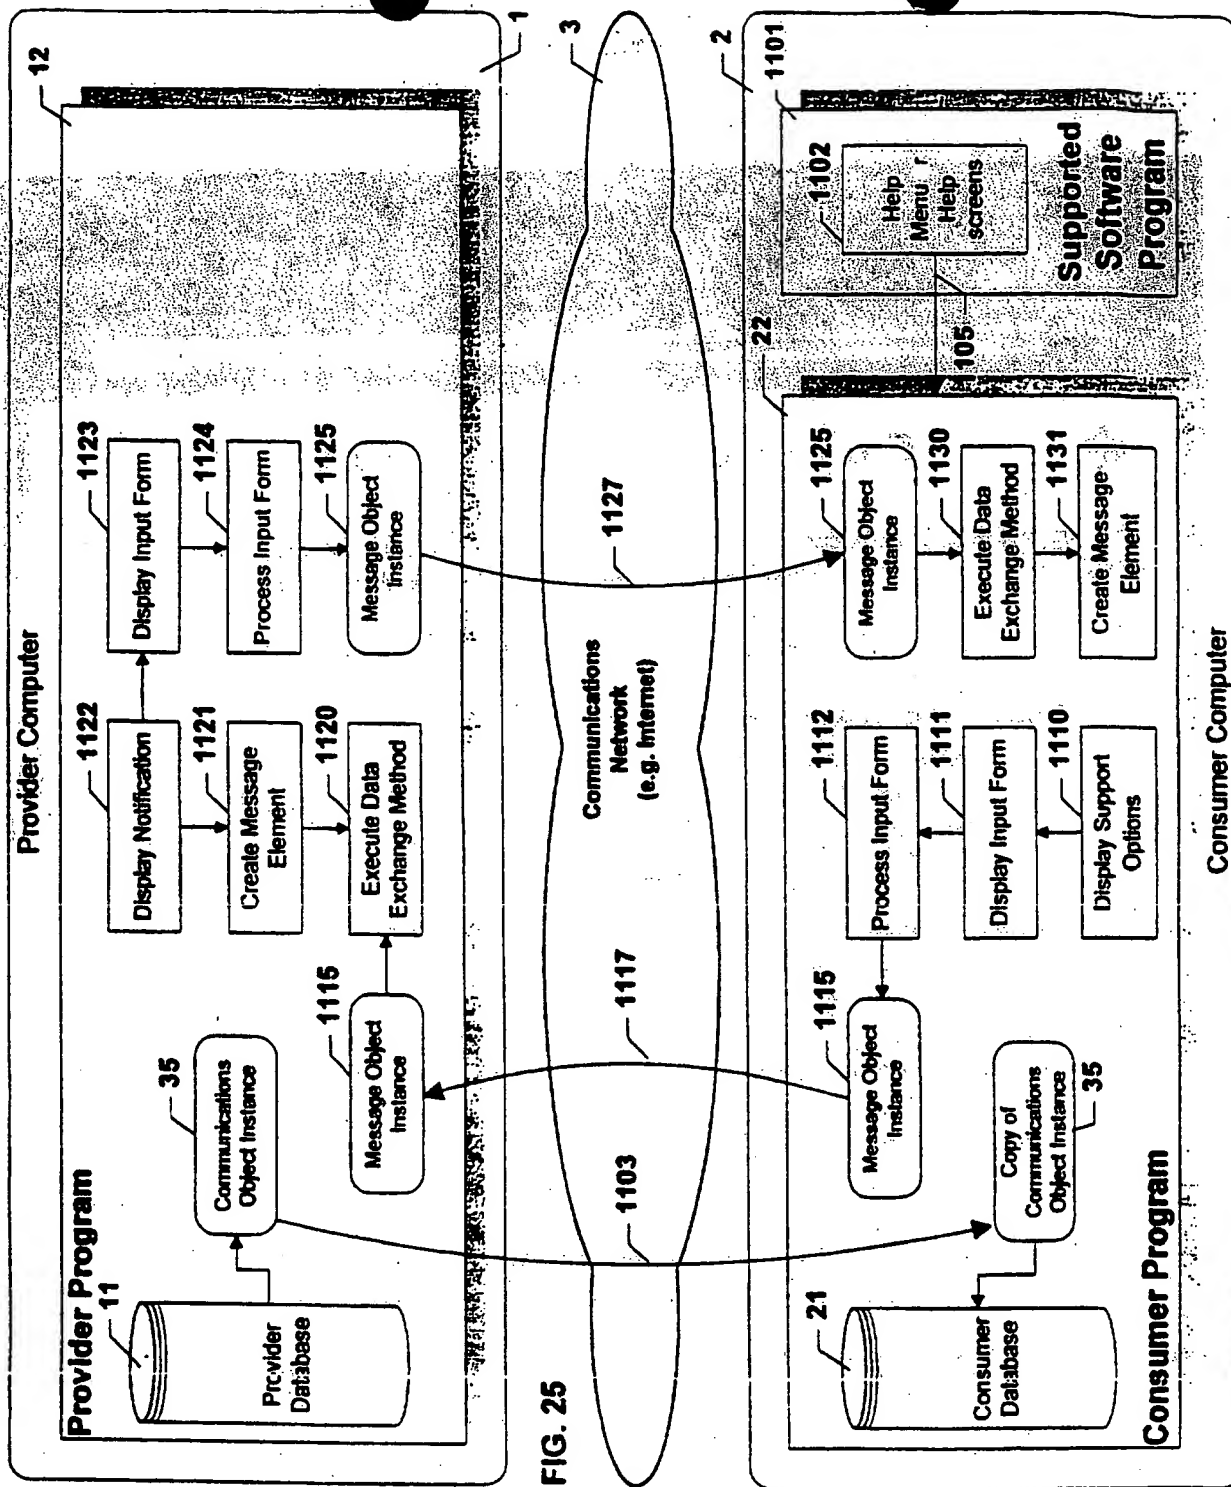 Provider Computer
12
1
Provider Program
11
Provider
Database
35
Communications
Object Instance
1115
Message Object
Instance
1122
Display Notification
1121
Create Message
Element
1120
Execute Data
Exchange Method
1123
Display Input Form
1124
Process Input Form
1125
Message Object
Instance
FIG. 25
3
1103
1117
Communications
Network
(e.g. Internet)
1127
2
Consumer Program
21
Consumer
Database
Copy of
Communications
Object Instance
35
1115
Message Object
Instance
1112
Process Input Form
1111
Display Input Form
1110
Display Support
Options
1125
Message Object
Instance
1130
Execute Data
Exchange Method
1131
Create Message
Element
22
105
1101
1102
Help
Menu r
Help
screens
Supported
Software
Program
Consumer Computer